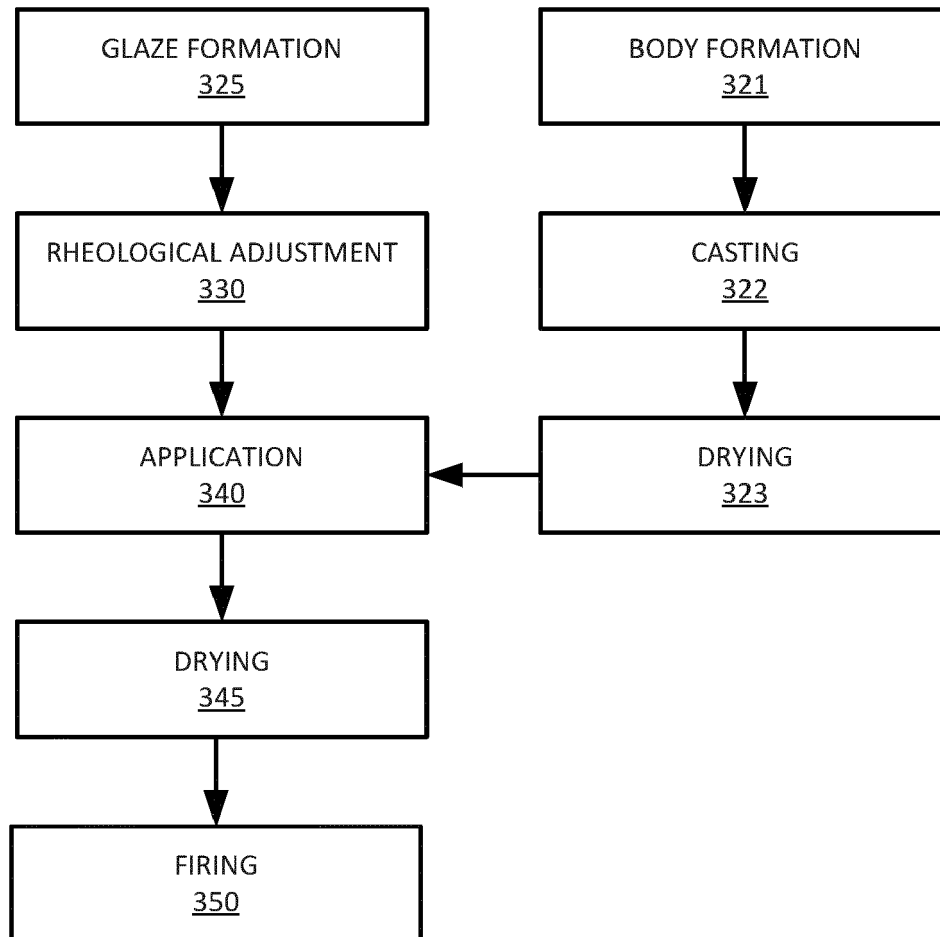 GLAZE FORMATION
325
BODY FORMATION
321
RHEOLOGICAL ADJUSTMENT
330
CASTING
322
APPLICATION
340
DRYING
323
DRYING
345
FIRING
350